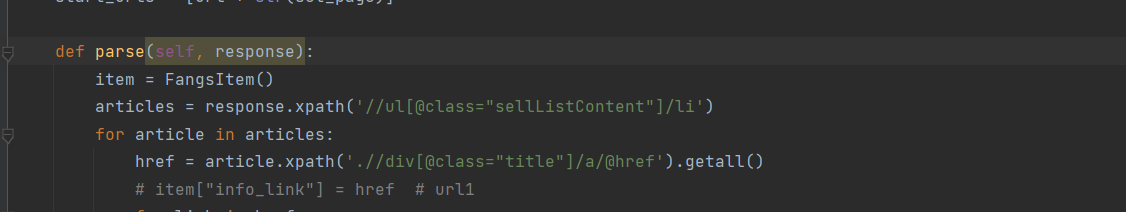 def parse(self, response):
item = FangsItem()
articles = response.xpath('//ul[@class="sellListContent"]/li')
for article in articles:
href = article.xpath('.//div[@class="title"]/a/@href').getall()
# item["info_link"] = href  # url1